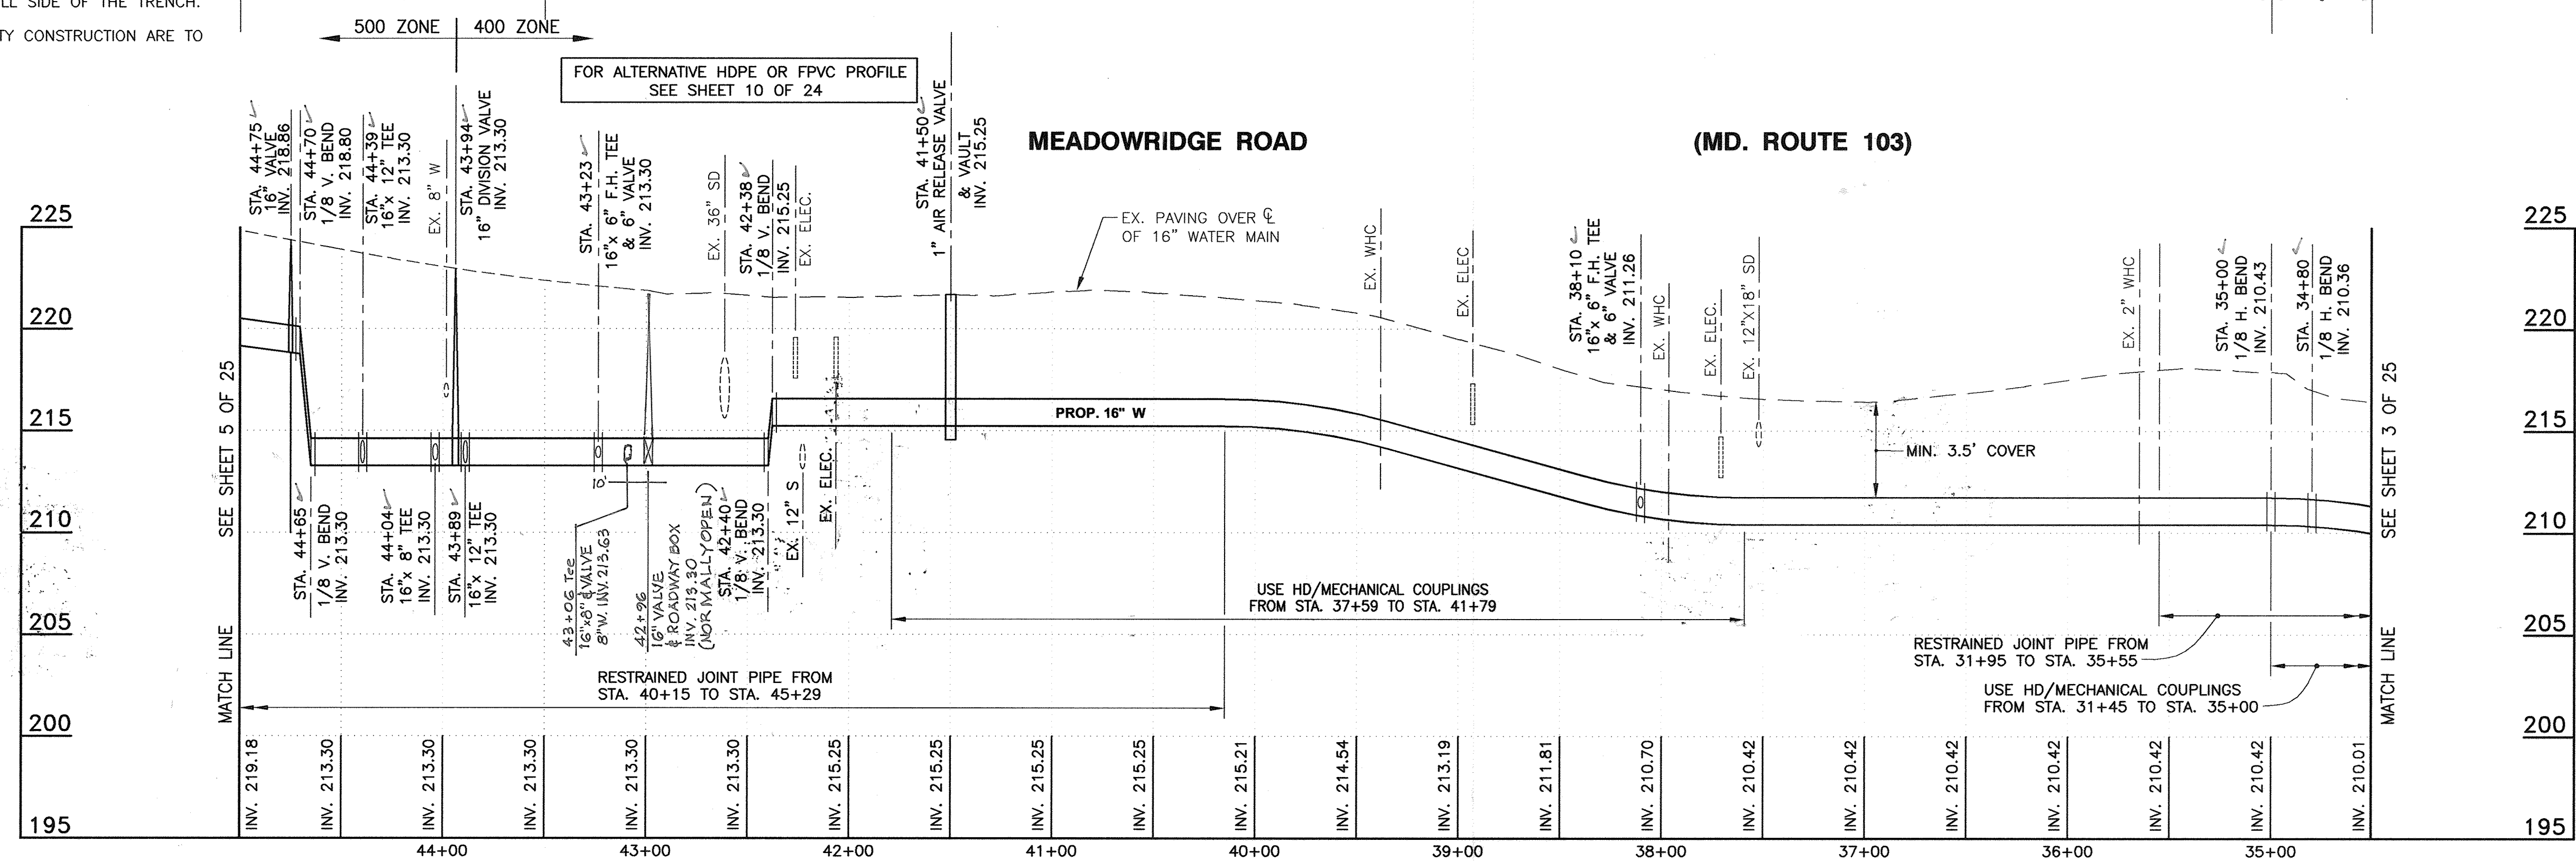 LL SIDE OF THE TRENCH.
TY CONSTRUCTION ARE TO
500 ZONE
400 ZONE
FOR ALTERNATIVE HDPE OR FPVC PROFILE
SEE SHEET 10 OF 24
MEADOWRIDGE ROAD
(MD. ROUTE 103)
STA. 44+75
16" VALVE
INV. 218.86
STA. 44+70
1/8 V. BEND
INV. 218.80
STA. 44+39
16"x 12" TEE
INV. 213.30
EX. 8" W
STA. 43+94
16" DIVISION VALVE
INV. 213.30
STA. 43+23
16"x 6" F.H. TEE
& 6" VALVE
INV. 213.30
EX. 36" SD
STA. 42+38
1/8 V. BEND
INV. 215.25
EX. ELEC.
STA. 41+50
1" AIR RELEASE VALVE
& VAULT
INV. 215.25
EX. PAVING OVER ℄
OF 16" WATER MAIN
EX. WHC
EX. ELEC
STA. 38+10
16"x 6" F.H. TEE
& 6" VALVE
INV. 211.26
EX. WHC
EX. ELEC.
EX. 12"X18" SD
EX. 2" WHC
STA. 35+00
1/8 H. BEND
INV. 210.43
STA. 34+80
1/8 H. BEND
INV. 210.36
225
220
215
210
205
200
195
225
220
215
210
205
200
195
MATCH LINE SEE SHEET 5 OF 25
MATCH LINE SEE SHEET 3 OF 25
PROP. 16" W
MIN. 3.5' COVER
STA. 44+65
1/8 V. BEND
INV. 213.30
STA. 44+04
16"x 8" TEE
INV. 213.30
STA. 43+89
16"x 12" TEE
INV. 213.30
10'
43+06 Tee
16"x8" & VALVE
8"W. INV. 213.63
42+96
16" VALVE
& ROADWAY BOX
INV. 213.30
(NORMALLY OPEN)
STA. 42+40
1/8 V. BEND
INV. 213.30
EX. 12" S
EX. ELEC.
USE HD/MECHANICAL COUPLINGS
FROM STA. 37+59 TO STA. 41+79
RESTRAINED JOINT PIPE FROM
STA. 40+15 TO STA. 45+29
RESTRAINED JOINT PIPE FROM
STA. 31+95 TO STA. 35+55
USE HD/MECHANICAL COUPLINGS
FROM STA. 31+45 TO STA. 35+00
INV. 219.18
INV. 213.30
INV. 213.30
INV. 213.30
INV. 213.30
INV. 213.30
INV. 215.25
INV. 215.25
INV. 215.25
INV. 215.25
INV. 215.21
INV. 214.54
INV. 213.19
INV. 211.81
INV. 210.70
INV. 210.42
INV. 210.42
INV. 210.42
INV. 210.42
INV. 210.42
INV. 210.42
INV. 210.01
44+00
43+00
42+00
41+00
40+00
39+00
38+00
37+00
36+00
35+00